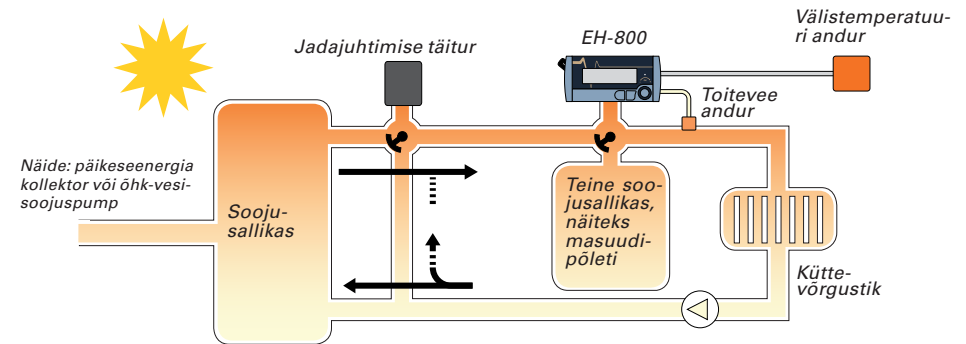 Jadajuhtimise täitur
EH-800
Välistemperatuu-
ri andur
Toitevee
andur
Näide: päikeseenergia
kollektor või õhk-vesi-
soojuspump
Sooju-
sallikas
Teine soo-
jusallikas,
näiteks
masuudi-
põleti
Kütte-
võrgustik